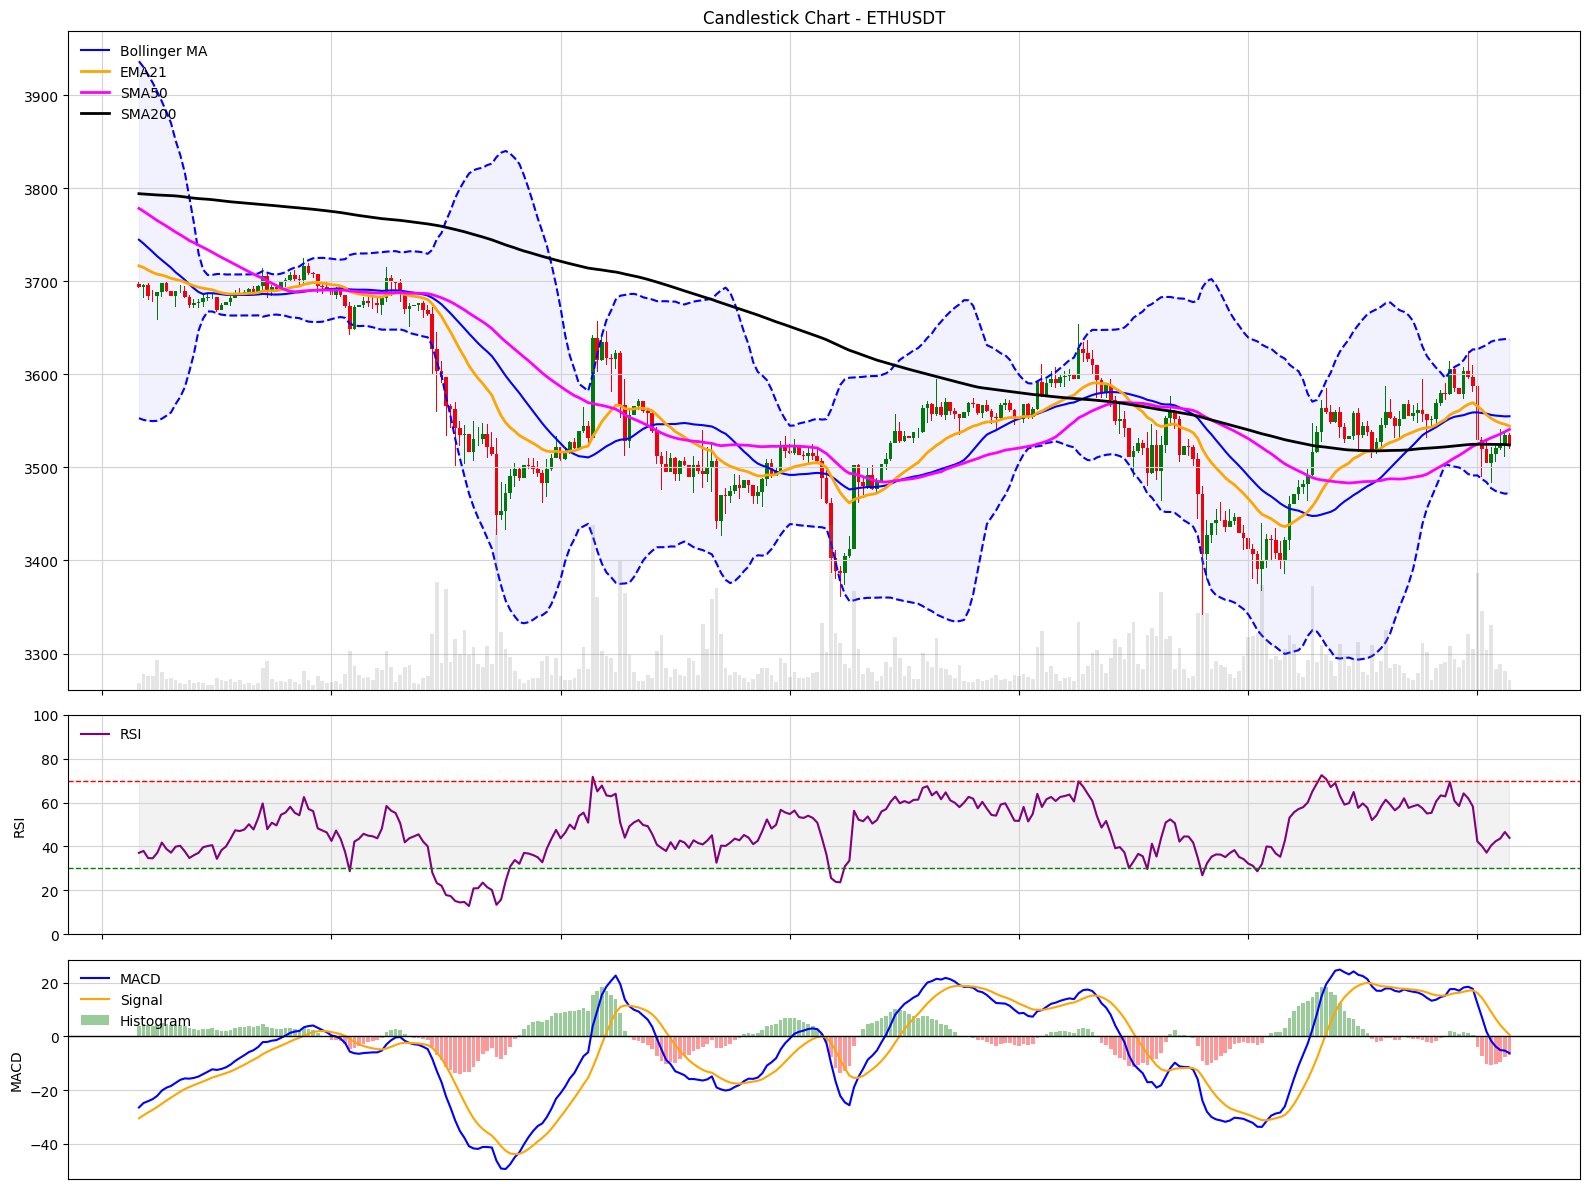 Candlestick Chart - ETHUSDT
Bollinger MA
EMA21
SMA50
SMA200
3900
3800
3700
3600
3500
3400
3300
RSI
100
80
60
40
20
0
RSI
MACD
Signal
Histogram
20
0
−20
−40
MACD